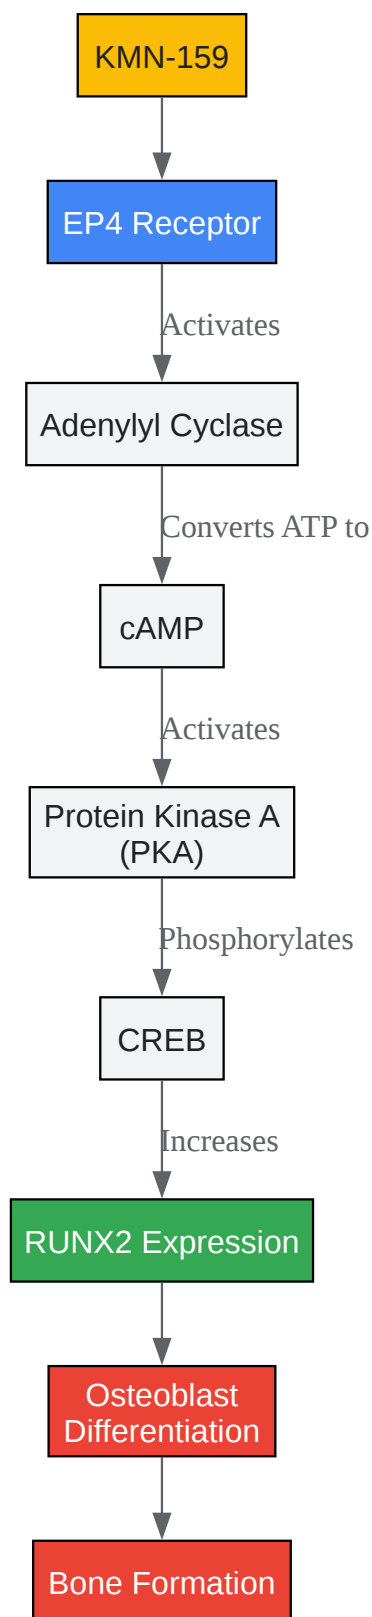 KMN-159
EP4 Receptor
Activates
Adenylyl Cyclase
Converts ATP to
cAMP
Activates
Protein Kinase A
(PKA)
Phosphorylates
CREB
Increases
RUNX2 Expression
Osteoblast
Differentiation
Bone Formation